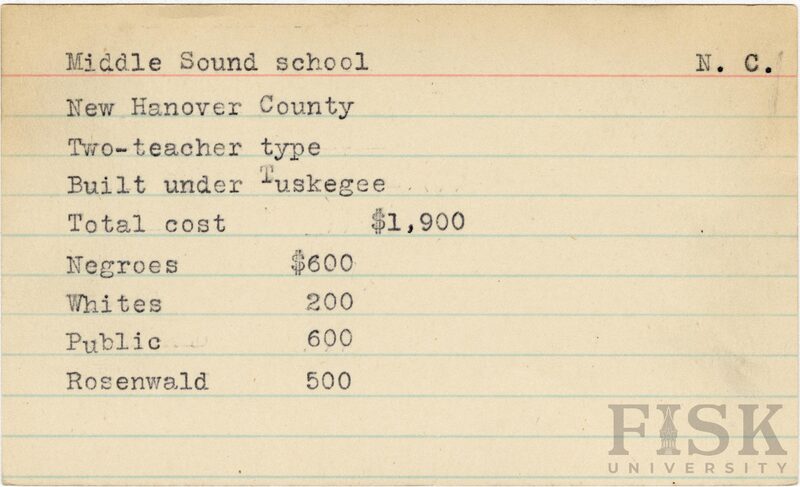 Middle Sound school N. C.
New Hanover County
Two-teacher type
Built under Tuskegee
Total cost $1,900
Negroes $600
Whites 200
Public 600
Rosenwald 500
FISK
UNIVERSITY